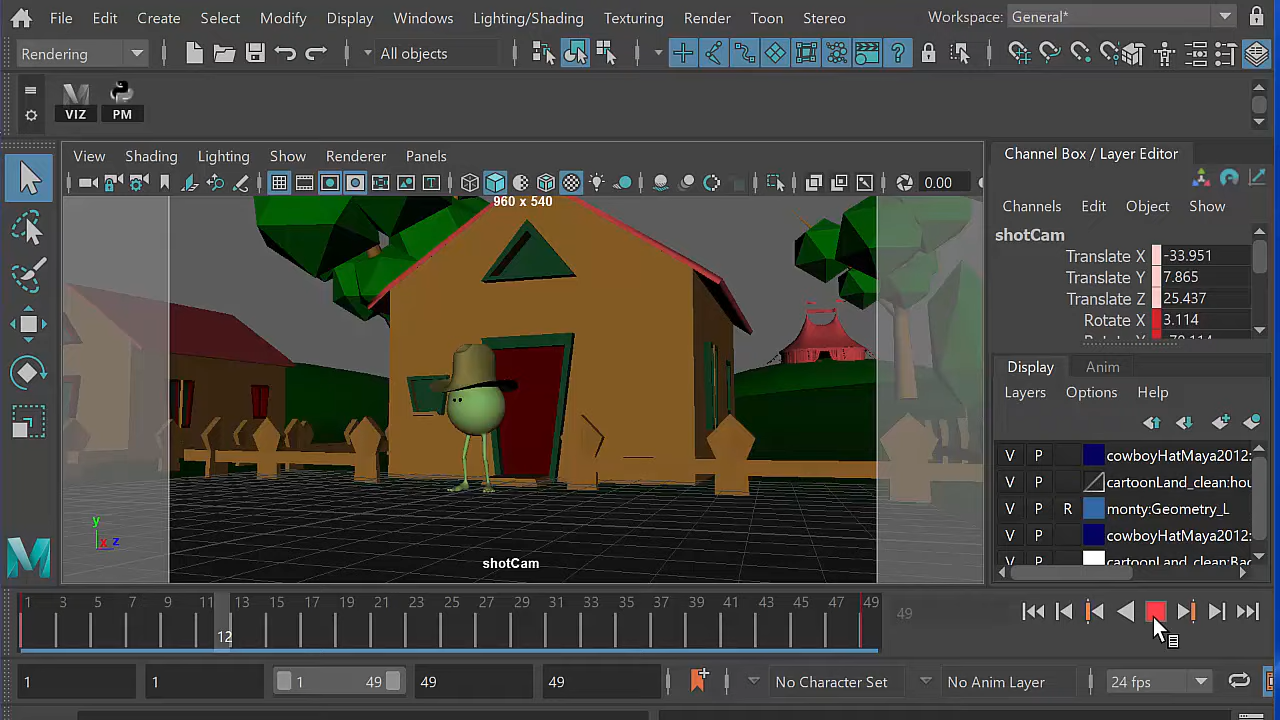 File Edit Create Select Modify Display Windows Lighting/Shading Texturing Render Toon Stereo Workspace: General*
Rendering All objects
VIZ PM
View Shading Lighting Show Renderer Panels
0.00
960 x 540
shotCam
y
x z
Channel Box / Layer Editor
Channels Edit Object Show
shotCam
Translate X -33.951
Translate Y 7.865
Translate Z 25.437
Rotate X 3.114
Display Anim
Layers Options Help
V P cowboyHatMaya2012:
V P cartoonLand_clean:hou
V P R monty:Geometry_L
V P cowboyHatMaya2012:
V P cartoonLand_clean:Bac
1 3 5 7 9 11 13 15 17 19 21 23 25 27 29 31 33 35 37 39 41 43 45 47 49 49
12
1 1 1 49 49 49 No Character Set No Anim Layer 24 fps